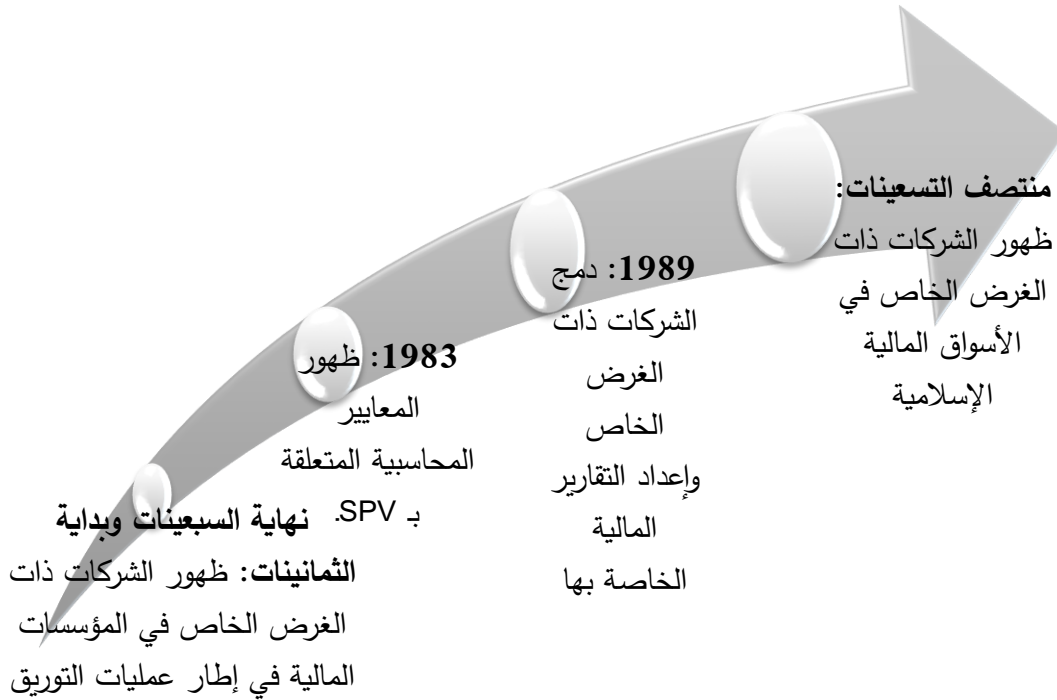 نهاية السبعينات وبداية
الثمانينات: ظهور الشركات ذات
الغرض الخاص في المؤسسات
المالية في إطار عمليات التوريق
1983: ظهور
المعايير
المحاسبية المتعلقة
بـ SPV.
1989: دمج
الشركات ذات
الغرض
الخاص
وإعداد التقارير
المالية
الخاصة بها
منتصف التسعينات:
ظهور الشركات ذات
الغرض الخاص في
الأسواق المالية
الإسلامية